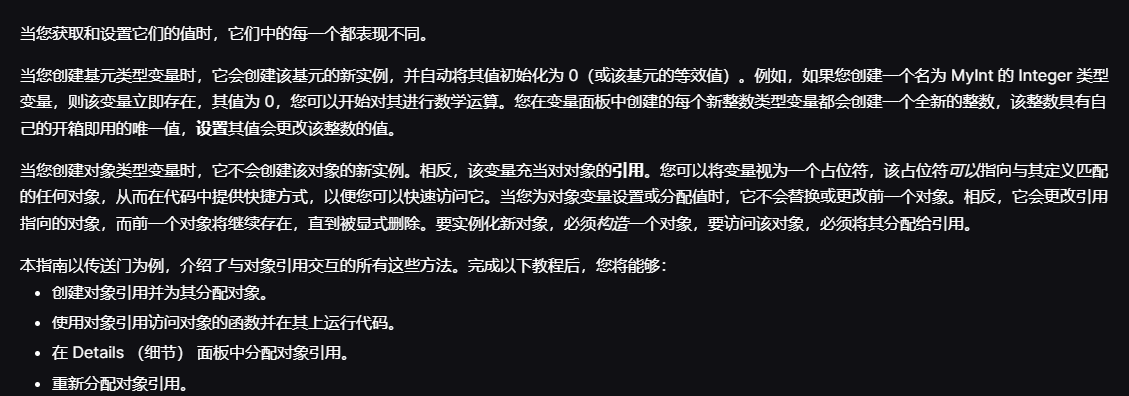 当您获取和设置它们的值时，它们中的每一个都表现不同。
当您创建基元类型变量时，它会创建该基元的新实例，并自动将其值初始化为 0（或该基元的等效值）。例如，如果您创建一个名为 MyInt 的 Integer 类型
变量，则该变量立即存在，其值为 0，您可以开始对其进行数学运算。您在变量面板中创建的每个新整数类型变量都会创建一个全新的整数，该整数具有自
己的开箱即用的唯一值，设置其值会更改该整数的值。
当您创建对象类型变量时，它不会创建该对象的新实例。相反，该变量充当对对象的引用。您可以将变量视为一个占位符，该占位符可以指向与其定义匹配
的任何对象，从而在代码中提供快捷方式，以便您可以快速访问它。当您为对象变量设置或分配值时，它不会替换或更改前一个对象。相反，它会更改引用
指向的对象，而前一个对象将继续存在，直到被显式删除。要实例化新对象，必须构造一个对象，要访问该对象，必须将其分配给引用。
本指南以传送门为例，介绍了与对象引用交互的所有这些方法。完成以下教程后，您将能够：
• 创建对象引用并为其分配对象。
• 使用对象引用访问对象的函数并在其上运行代码。
• 在 Details （细节） 面板中分配对象引用。
• 重新分配对象引用。